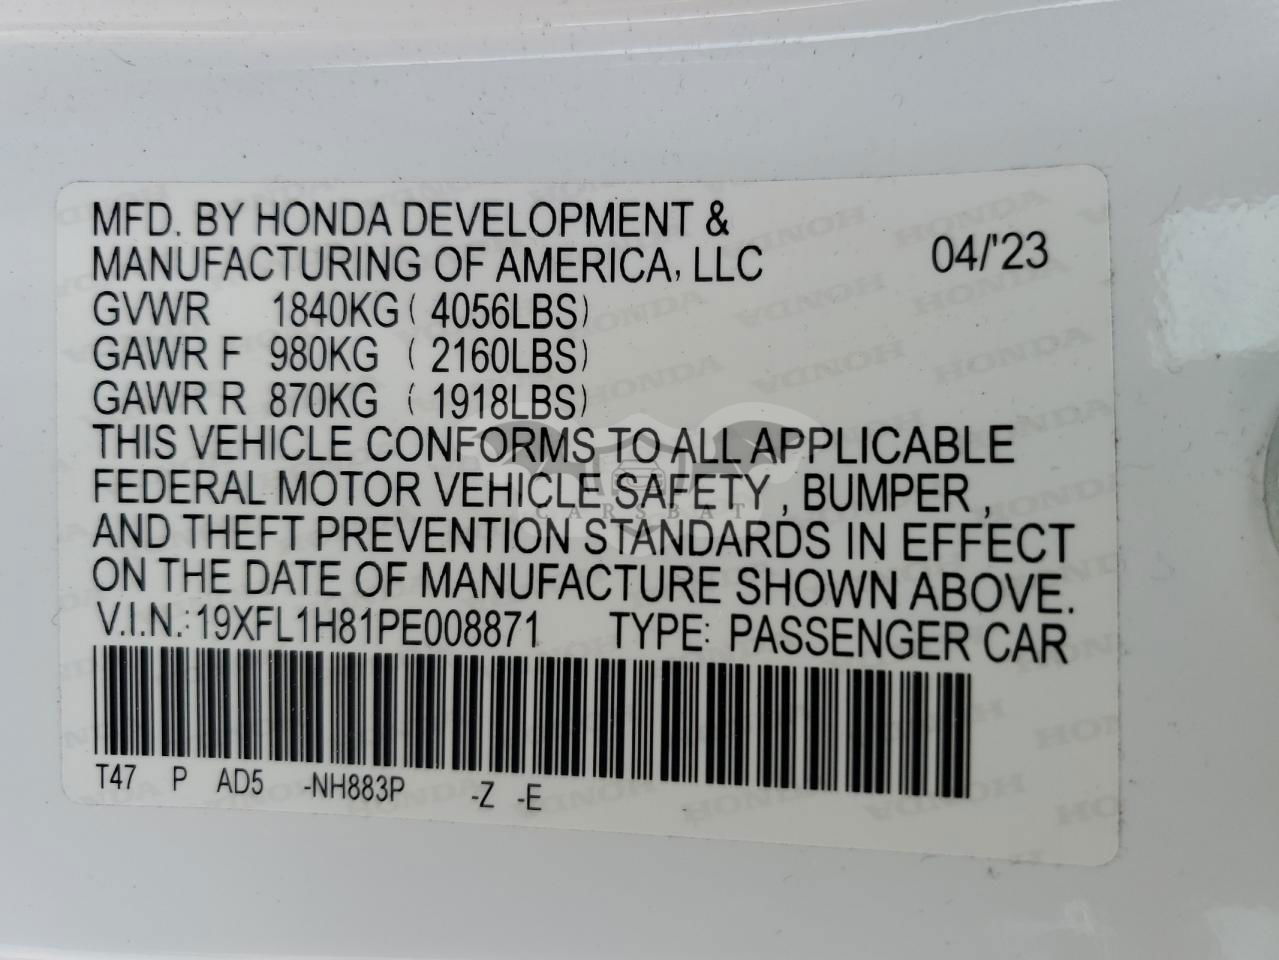 MFD. BY HONDA DEVELOPMENT &
MANUFACTURING OF AMERICA, LLC 04/'23
GVWR 1840KG ( 4056LBS)
GAWR F 980KG ( 2160LBS)
GAWR R 870KG ( 1918LBS)
THIS VEHICLE CONFORMS TO ALL APPLICABLE
FEDERAL MOTOR VEHICLE SAFETY , BUMPER ,
AND THEFT PREVENTION STANDARDS IN EFFECT
ON THE DATE OF MANUFACTURE SHOWN ABOVE.
V.I.N.: 19XFL1H81PE008871 TYPE: PASSENGER CAR
T47 P AD5 -NH883P -Z -E
CARSBAT